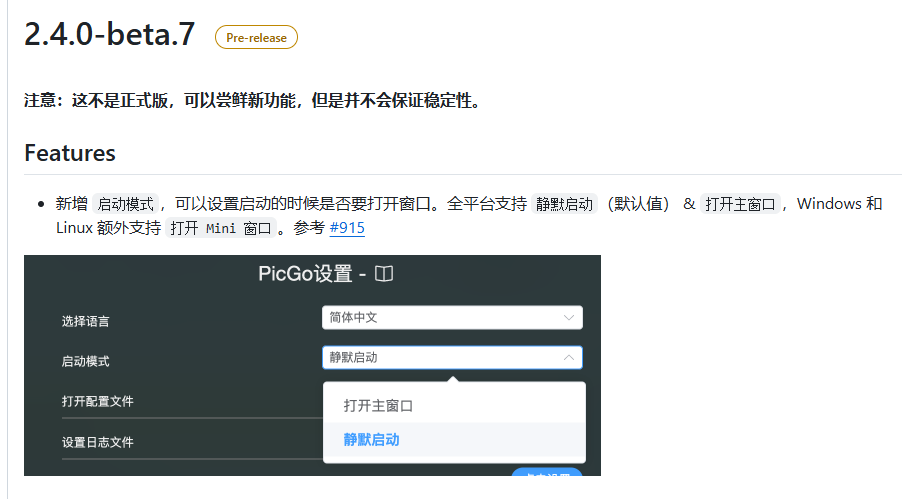 2.4.0-beta.7 Pre-release
注意：这不是正式版，可以尝鲜新功能，但是并不会保证稳定性。
Features
新增 启动模式，可以设置启动的时候是否要打开窗口。全平台支持 静默启动（默认值） & 打开主窗口，Windows 和
Linux 额外支持 打开 Mini 窗口。参考 #915
PicGo设置 -
选择语言 简体中文
启动模式 静默启动
打开配置文件
打开主窗口
设置日志文件
静默启动